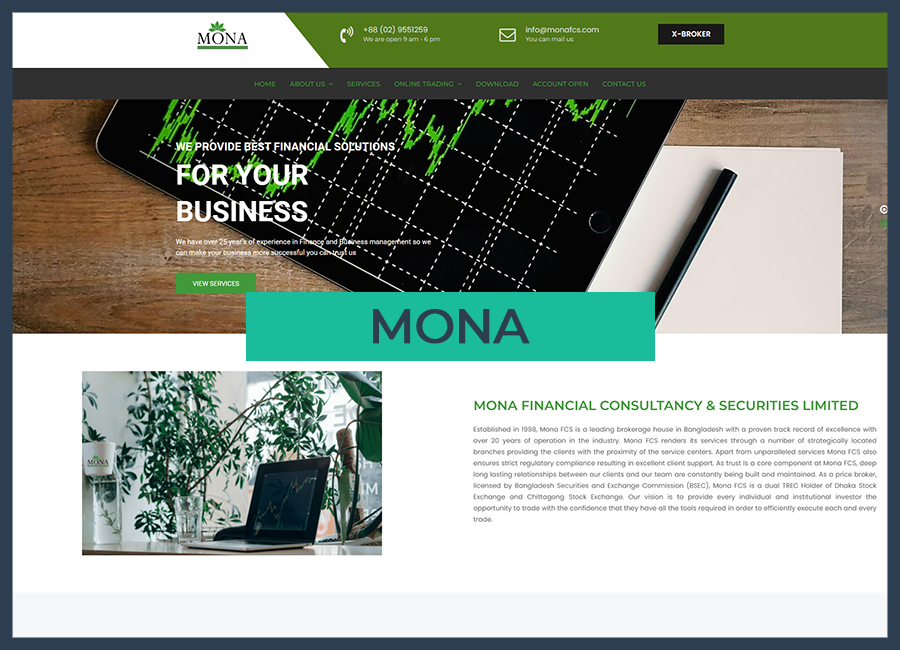 MONA
+88 (02) 9551259
We are open 9 am - 6 pm
info@monafcs.com
You can mail us
X-BROKER
HOME ABOUT US SERVICES ONLINE TRADING DOWNLOAD ACCOUNT OPEN CONTACT US
WE PROVIDE BEST FINANCIAL SOLUTIONS
FOR YOUR
BUSINESS
We have over 25 year's of experience in Finance and Business management so we
can make your business more successful you can trust us
VIEW SERVICES
MONA
MONA
MONA FINANCIAL CONSULTANCY & SECURITIES LIMITED
Established in 1998, Mona FCS is a leading brokerage house in Bangladesh with a proven track record of excellence with
over 20 years of operation in the industry. Mona FCS renders its services through a number of strategically located
branches providing the clients with the proximity of the service centers. Apart from unparalleled services Mona FCS also
ensures strict regulatory compliance resulting in excellent client support. As trust is a core component at Mona FCS, deep
long lasting relationships between our clients and our team are constantly being built and maintained. As a price broker,
licensed by Bangladesh Securities and Exchange Commission (BSEC), Mona FCS is a dual TREC Holder of Dhaka Stock
Exchange and Chittagong Stock Exchange. Our vision is to provide every individual and institutional investor the
opportunity to trade with the confidence that they have all the tools required in order to efficiently execute each and every
trade.